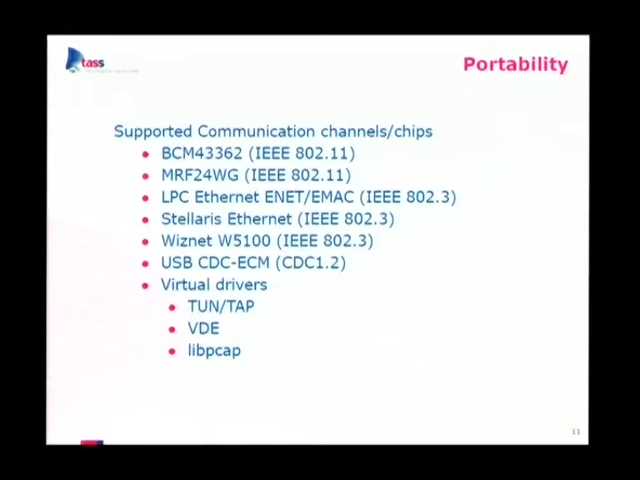 tass
Portability
Supported Communication channels/chips
• BCM43362 (IEEE 802.11)
• MRF24WG (IEEE 802.11)
• LPC Ethernet ENET/EMAC (IEEE 802.3)
• Stellaris Ethernet (IEEE 802.3)
• Wiznet W5100 (IEEE 802.3)
• USB CDC-ECM (CDC1.2)
• Virtual drivers
• TUN/TAP
• VDE
• libpcap
11